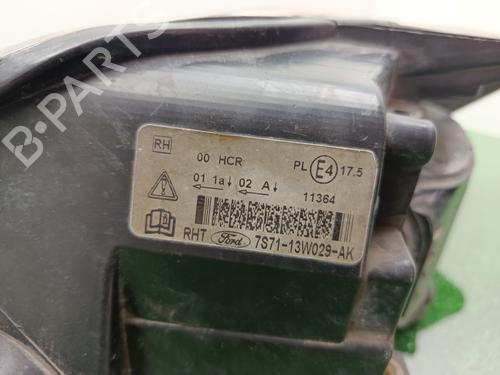 B-PARTS
RH
00 HCR
PL E4 17.5
01 1a↓ 02 A↓
11364
RHT Ford 7S71-13W029-AK